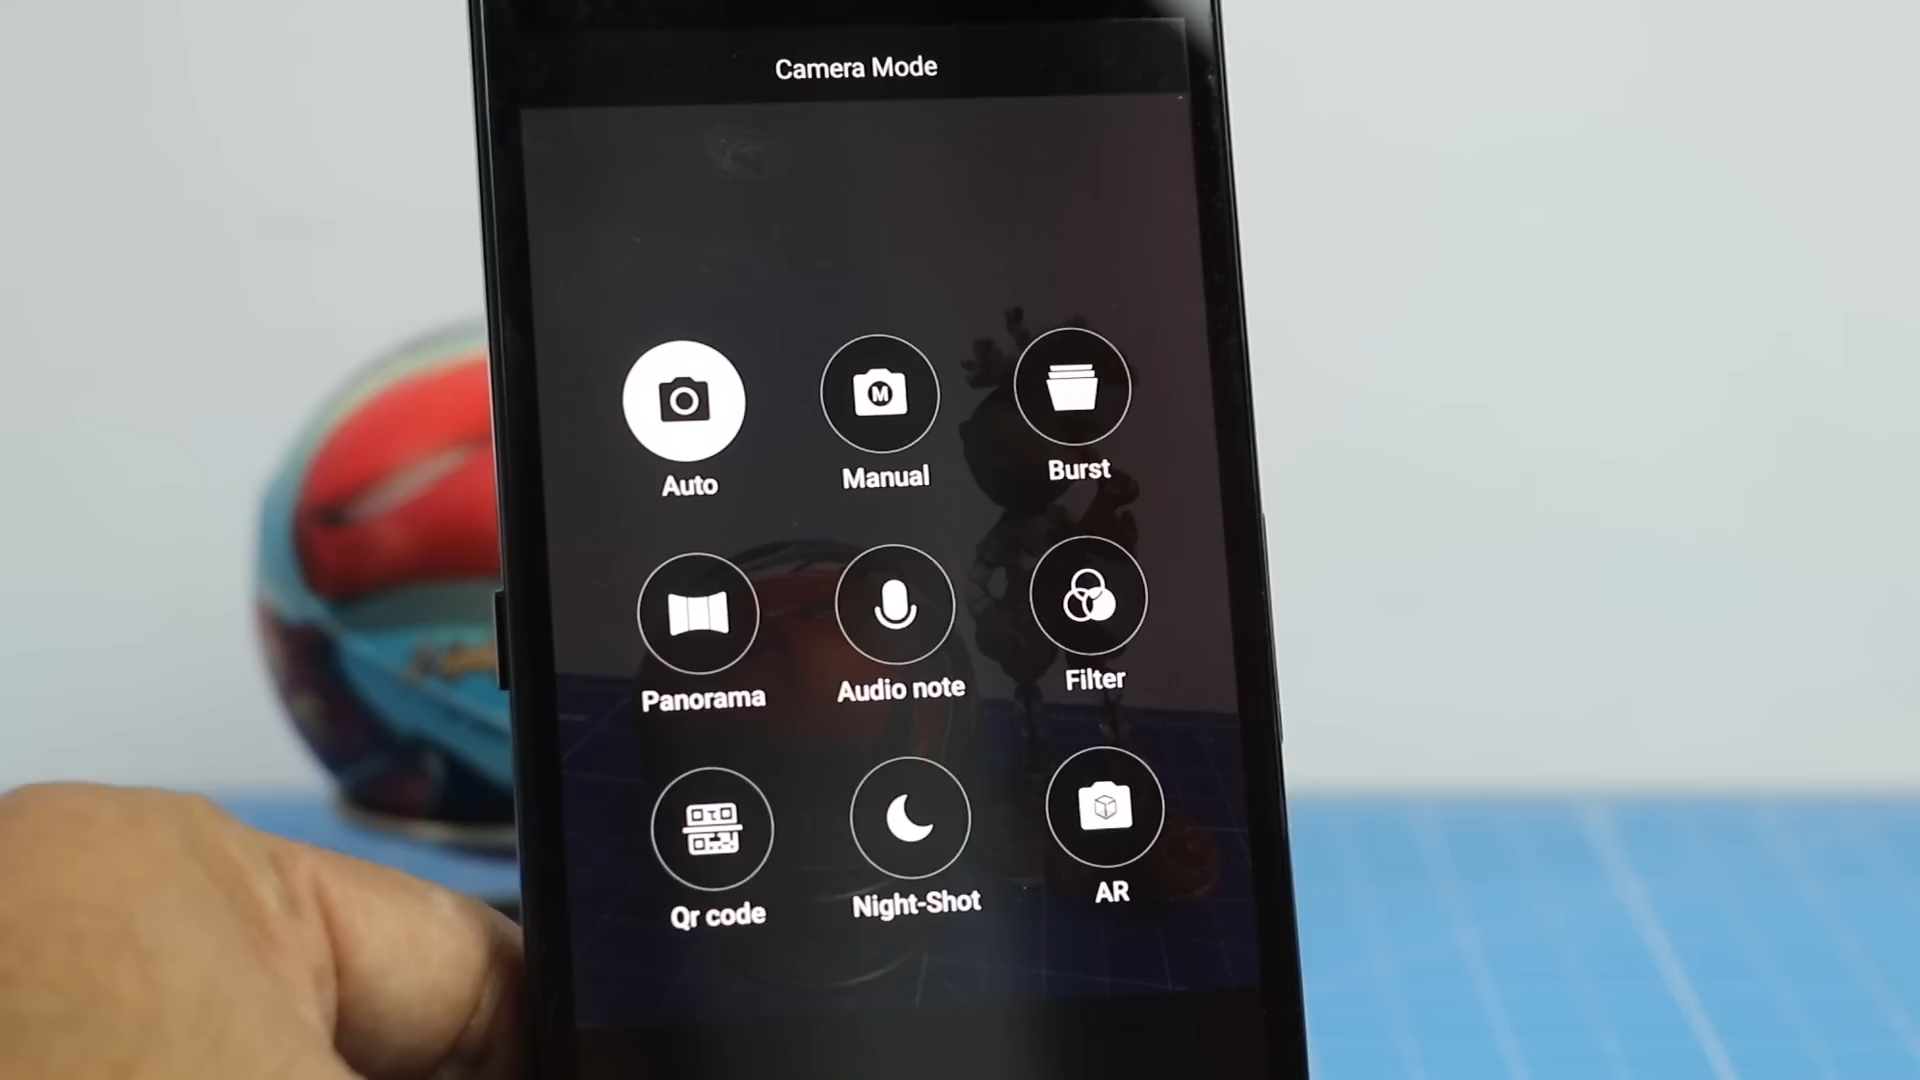 Camera Mode
M
Auto
Manual
Burst
Panorama
Audio note
Filter
Qr code
Night-Shot
AR